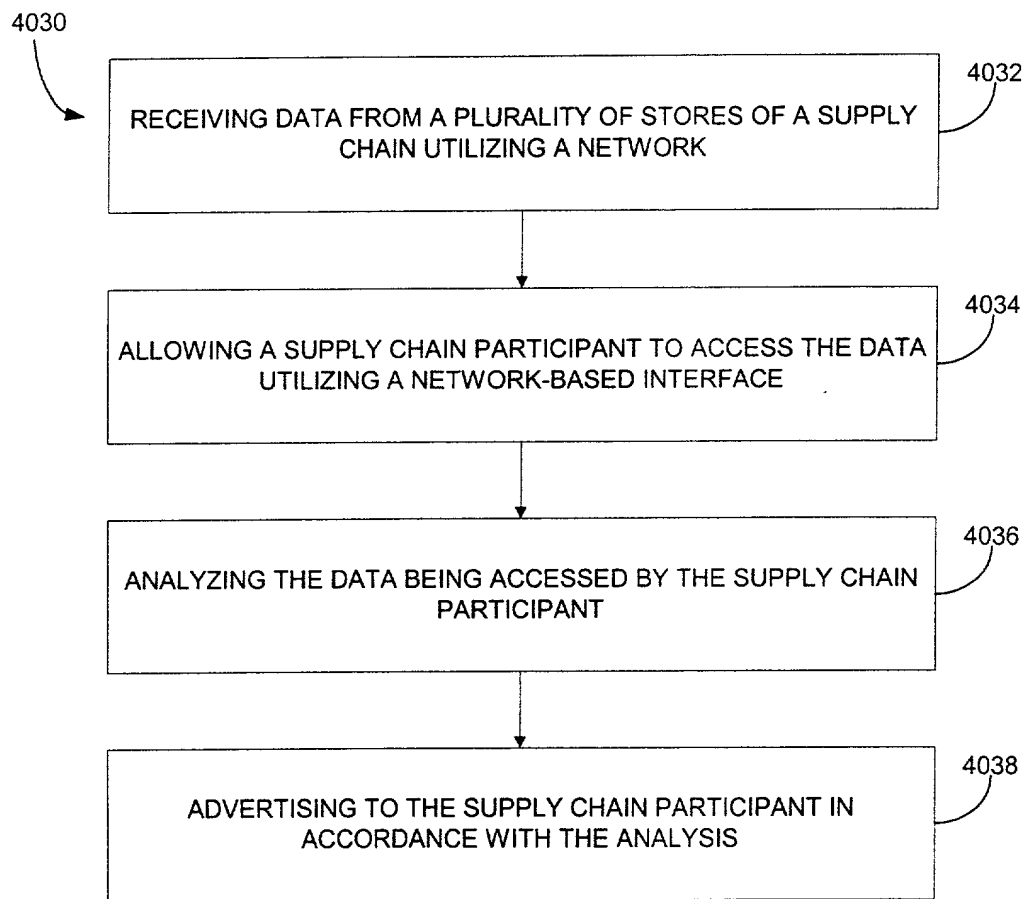 4030
4032
RECEIVING DATA FROM A PLURALITY OF STORES OF A SUPPLY
CHAIN UTILIZING A NETWORK
4034
ALLOWING A SUPPLY CHAIN PARTICIPANT TO ACCESS THE DATA
UTILIZING A NETWORK-BASED INTERFACE
4036
ANALYZING THE DATA BEING ACCESSED BY THE SUPPLY CHAIN
PARTICIPANT
4038
ADVERTISING TO THE SUPPLY CHAIN PARTICIPANT IN
ACCORDANCE WITH THE ANALYSIS